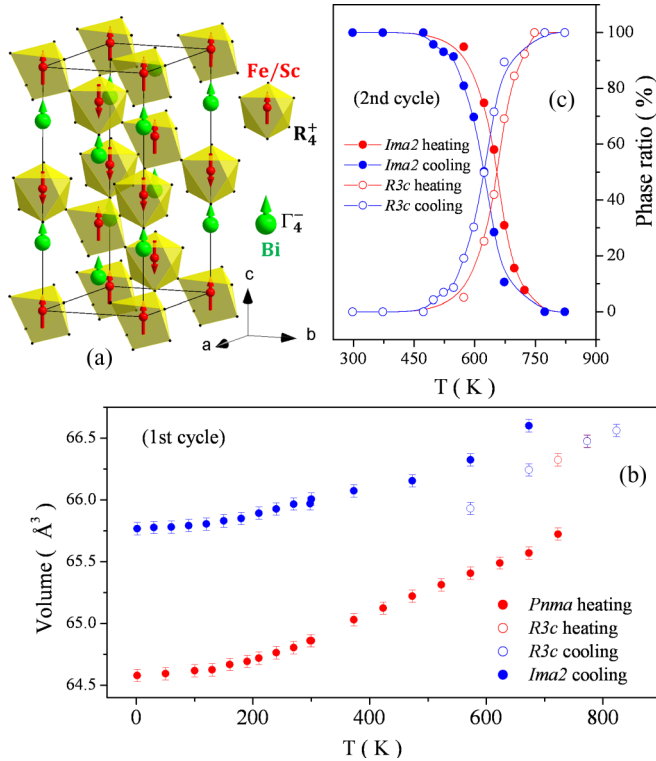 (a)
Fe/Sc
R₄⁺
Γ₄⁻
Bi
c
a
b
(2nd cycle)
(c)
Ima2 heating
Ima2 cooling
R3c heating
R3c cooling
100
80
60
40
20
0
Phase ratio (%)
300 450 600 750 900
T ( K )
(1st cycle)
(b)
66.5
66.0
65.5
65.0
64.5
Volume ( Å³ )
Pnma heating
R3c heating
R3c cooling
Ima2 cooling
0 200 400 600 800
T ( K )